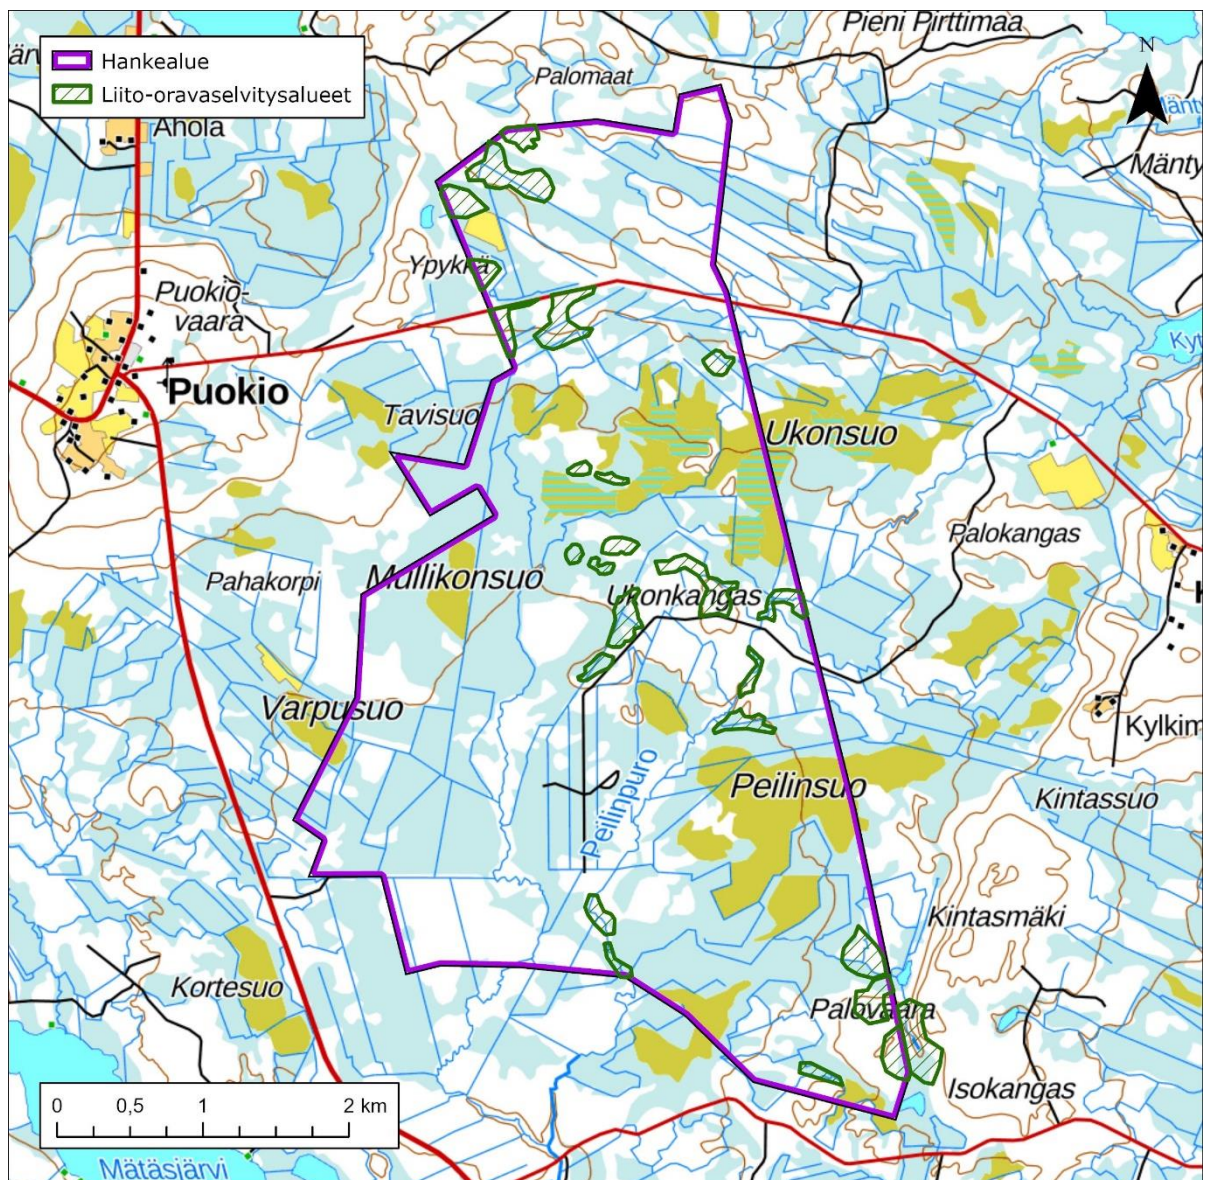 Hankealue
Liito-oravaselvitysalueet
Pieni Pirttimaa
Palomaat
N
Ahola
Mänty
Ypykkä
Puokio-
vaara
Puokio
Tavisuo
Ukonsuo
Palokangas
Pahakorpi
Mullikonsuo
Ukonkangas
Varpusuo
Kylkim
Peilinpuro
Peilinsuo
Kintassuo
Kintasmäki
Kortesuo
Palovaara
Isokangas
0 0,5 1 2 km
Mätäsjärvi